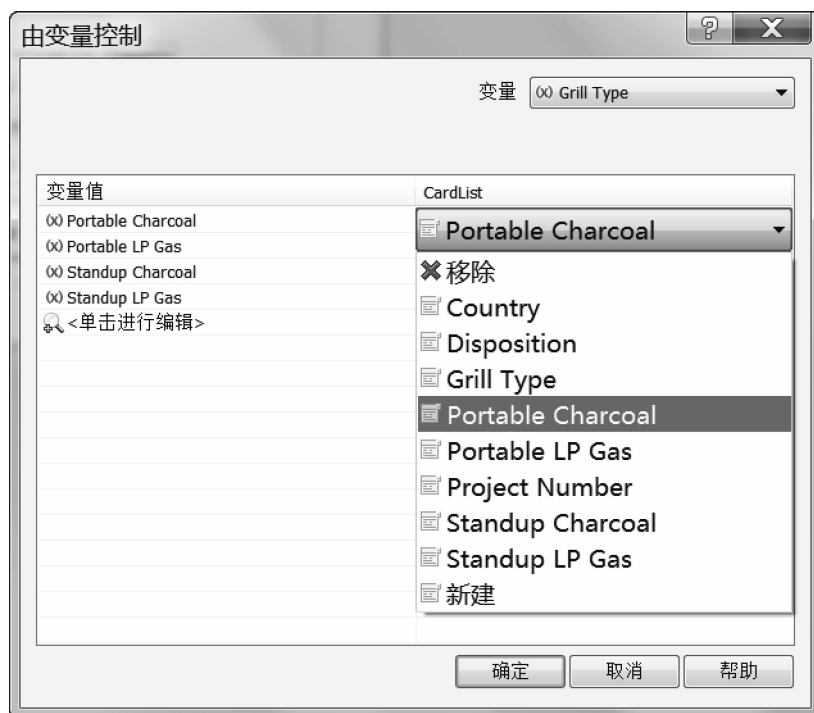 由变量控制
变量 (x) Grill Type
变量值 CardList
(x) Portable Charcoal Portable Charcoal
(x) Portable LP Gas
(x) Standup Charcoal
(x) Standup LP Gas
<单击进行编辑>
移除
Country
Disposition
Grill Type
Portable Charcoal
Portable LP Gas
Project Number
Standup Charcoal
Standup LP Gas
新建
确定 取消 帮助